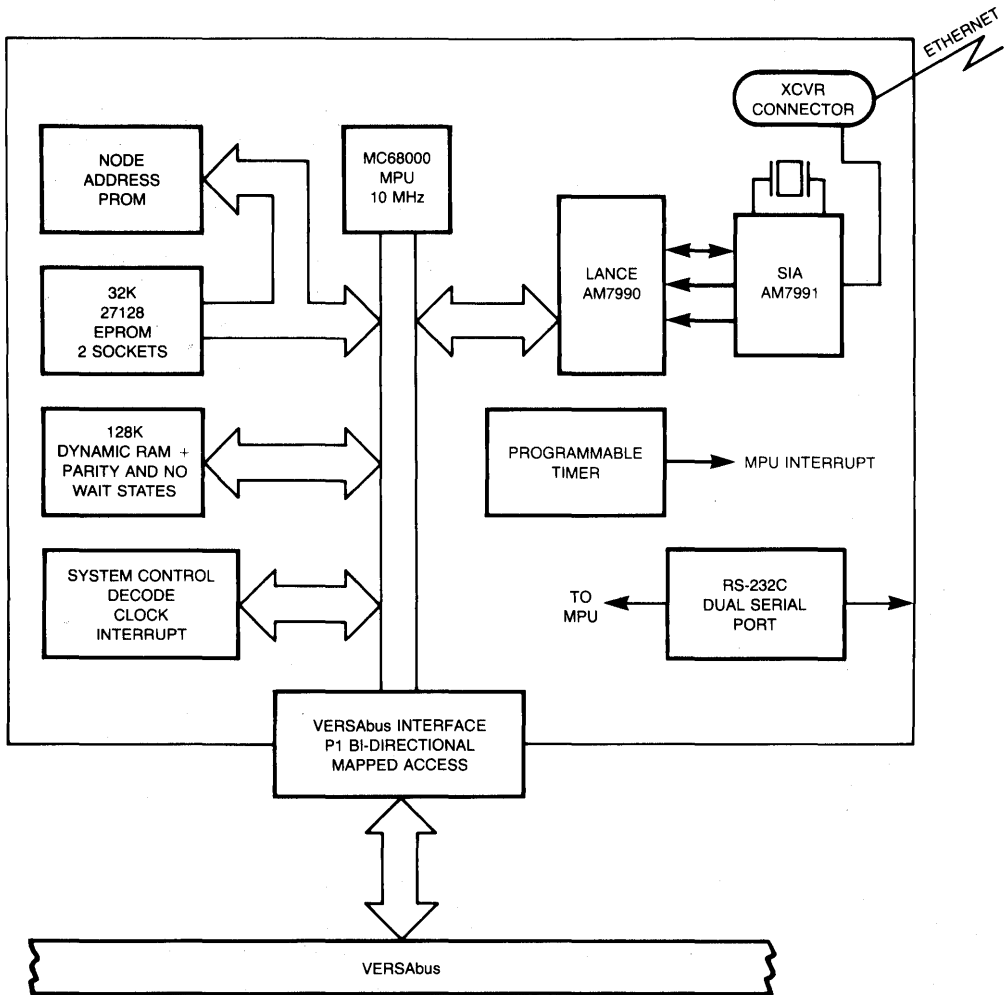 ETHERNET
XCVR
CONNECTOR
NODE
ADDRESS
PROM
MC68000
MPU
10 MHz
32K
27128
EPROM
2 SOCKETS
LANCE
AM7990
SIA
AM7991
128K
DYNAMIC RAM +
PARITY AND NO
WAIT STATES
PROGRAMMABLE
TIMER
MPU INTERRUPT
SYSTEM CONTROL
DECODE
CLOCK
INTERRUPT
TO
MPU
RS-232C
DUAL SERIAL
PORT
VERSAbus INTERFACE
P1 BI-DIRECTIONAL
MAPPED ACCESS
VERSAbus